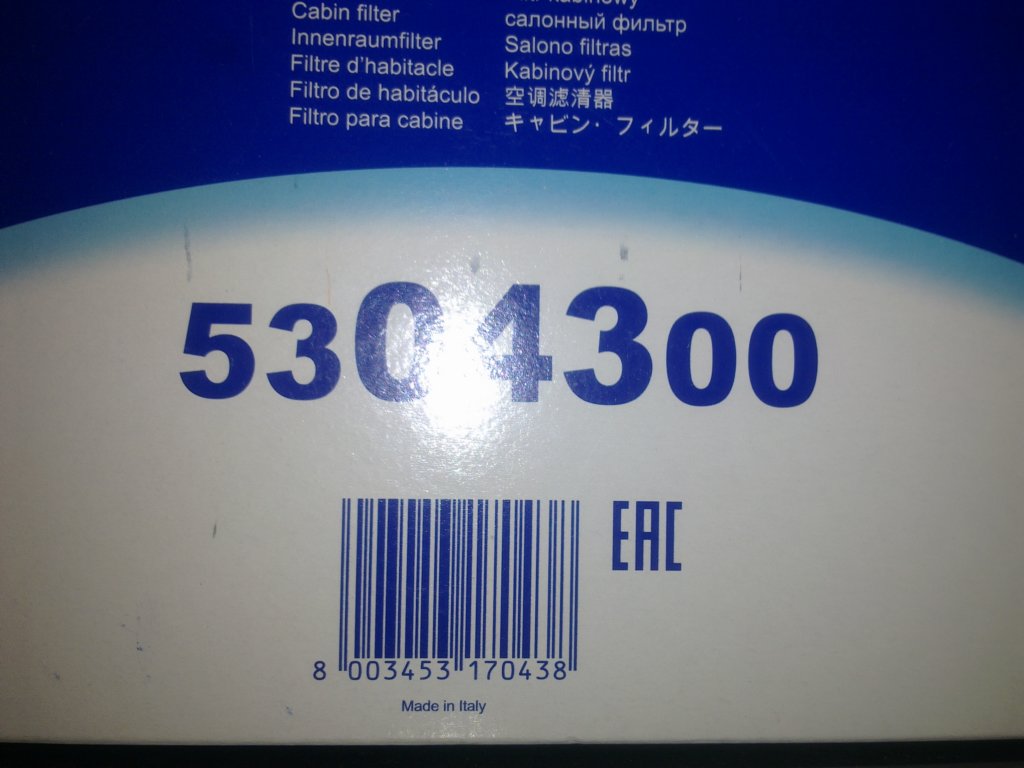 Cabin filter
Innenraumfilter
Filtre d'habitacle
Filtro de habitáculo
Filtro para cabine
kabinowy
салонный фильтр
Salono filtras
Kabinový filtr
空调滤清器
キャビン・フィルター
5304300
EAC
8 003453 170438
Made in Italy